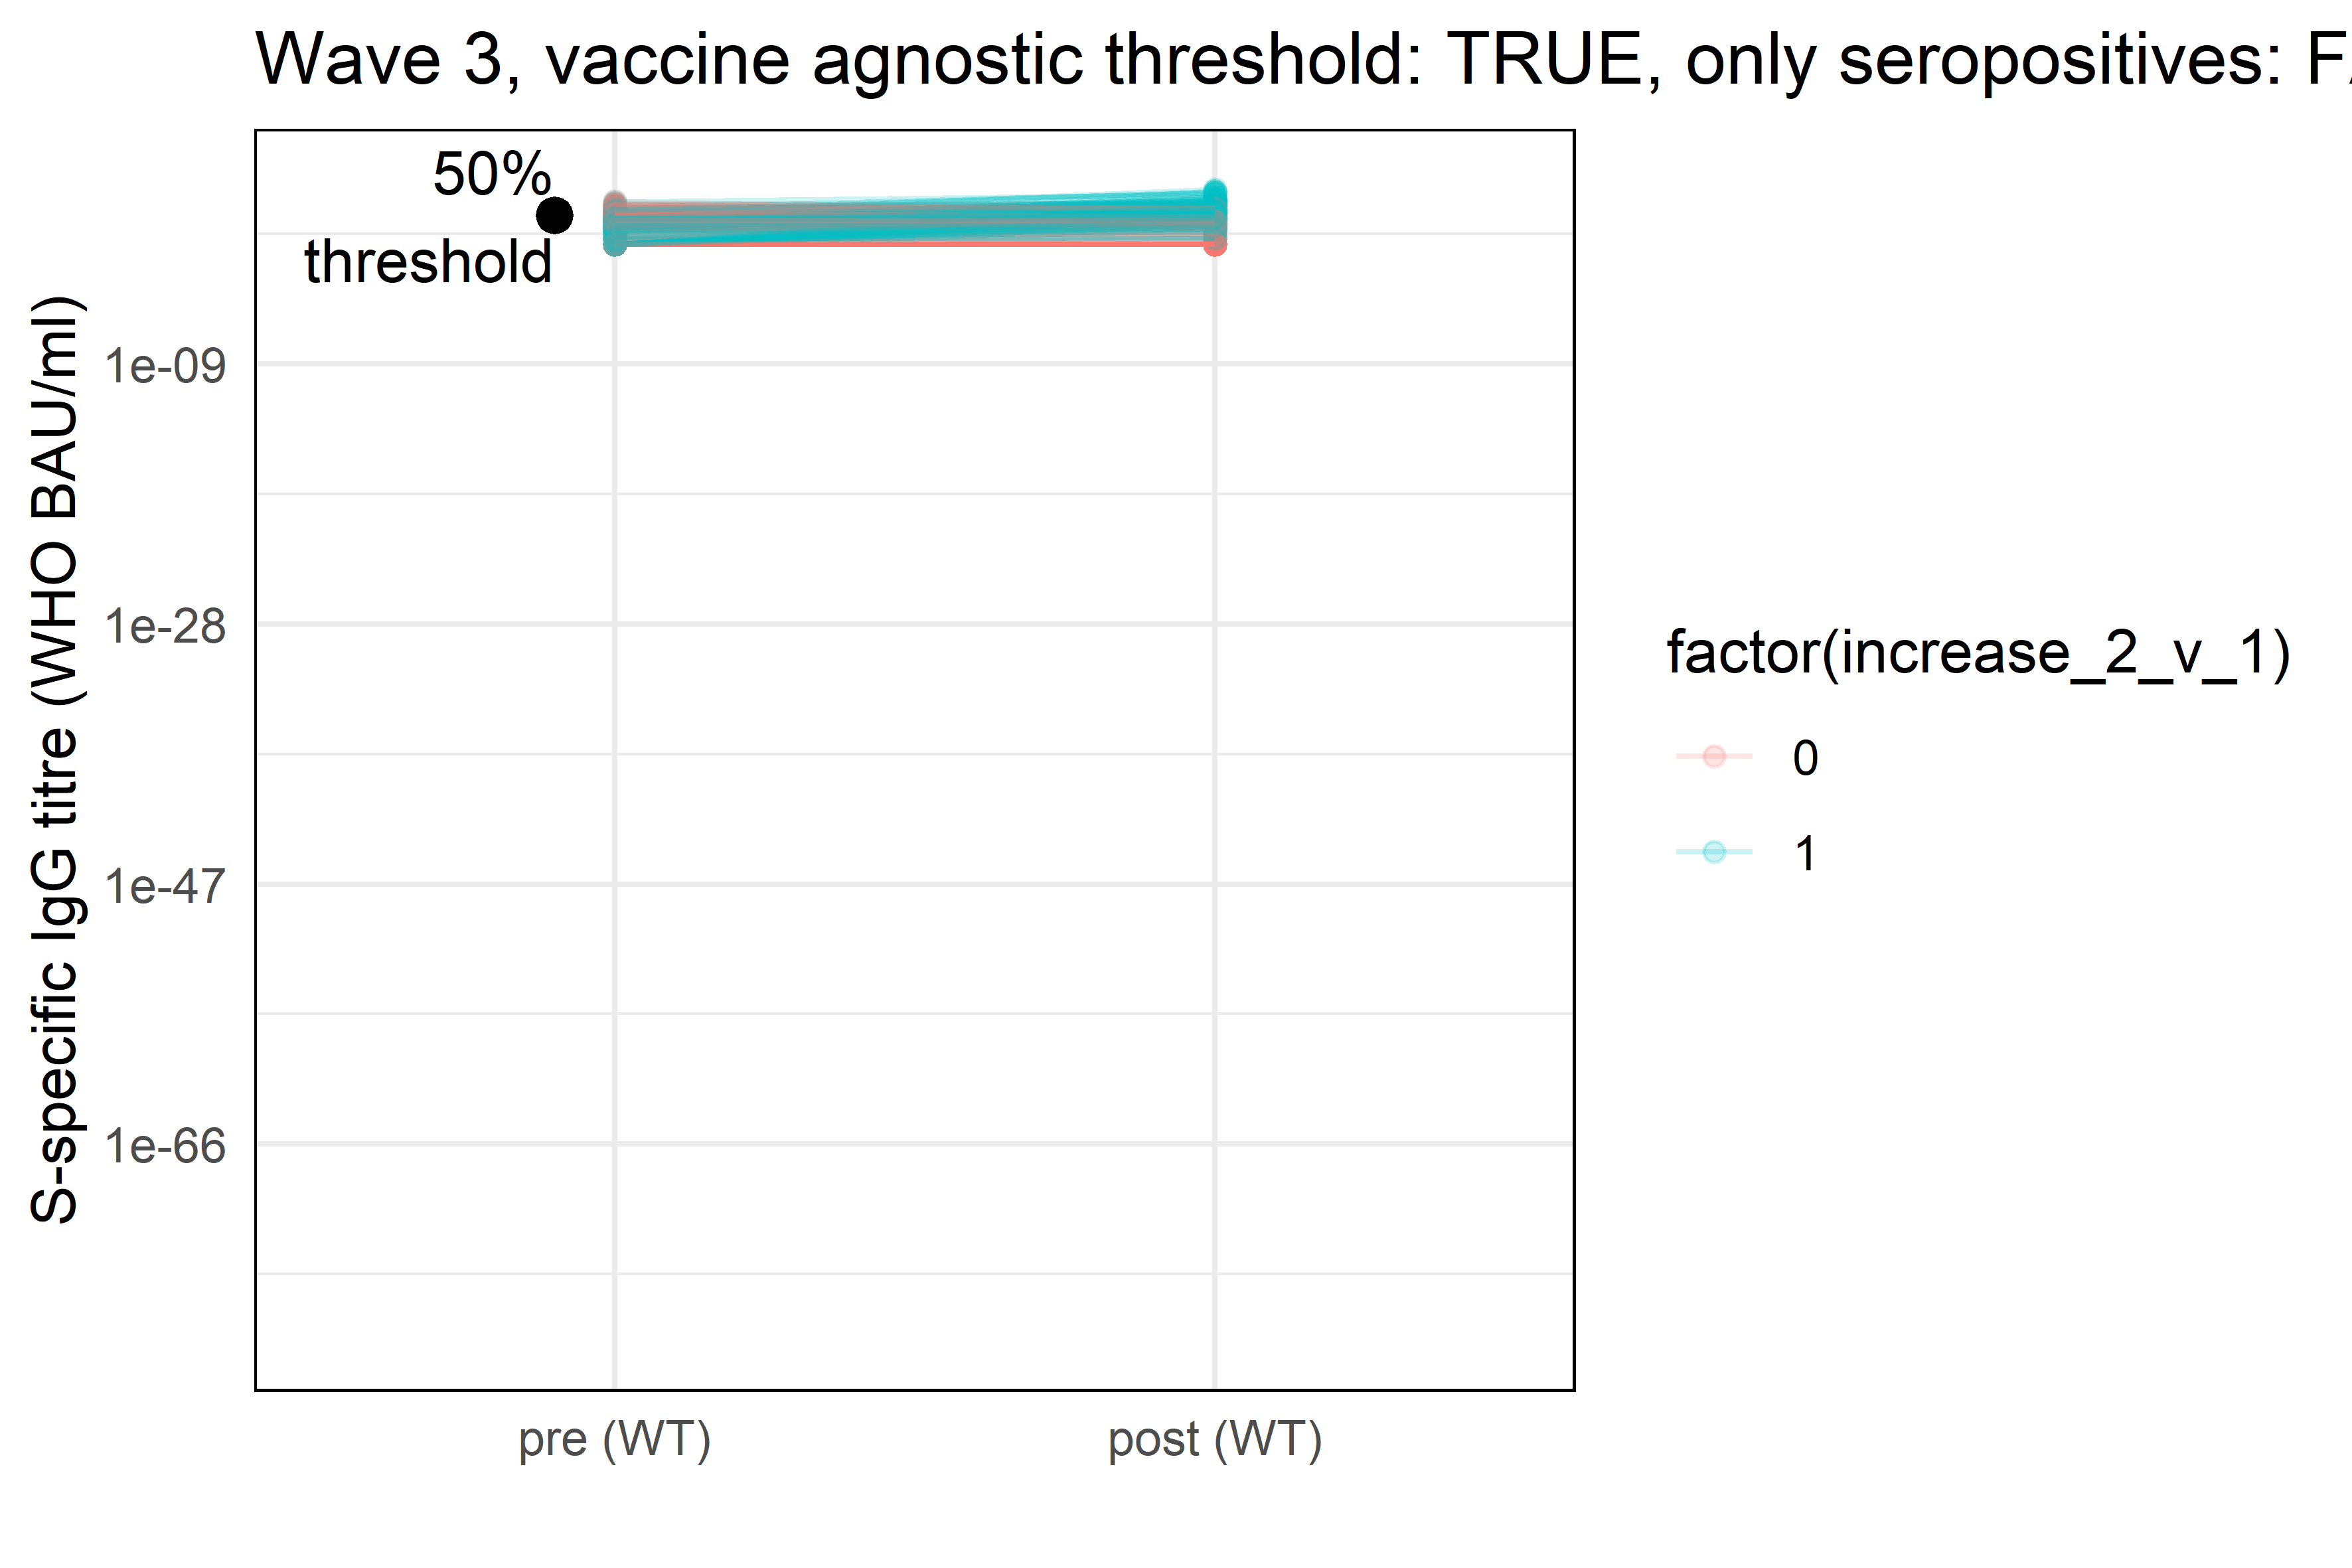 Wave 3, vaccine agnostic threshold: TRUE, only seropositives:
50%
threshold
S-specific IgG titre (WHO BAU/ml)
1e-09
1e-28
1e-47
1e-66
pre (WT)
post (WT)
factor(increase_2_v_1)
0
1